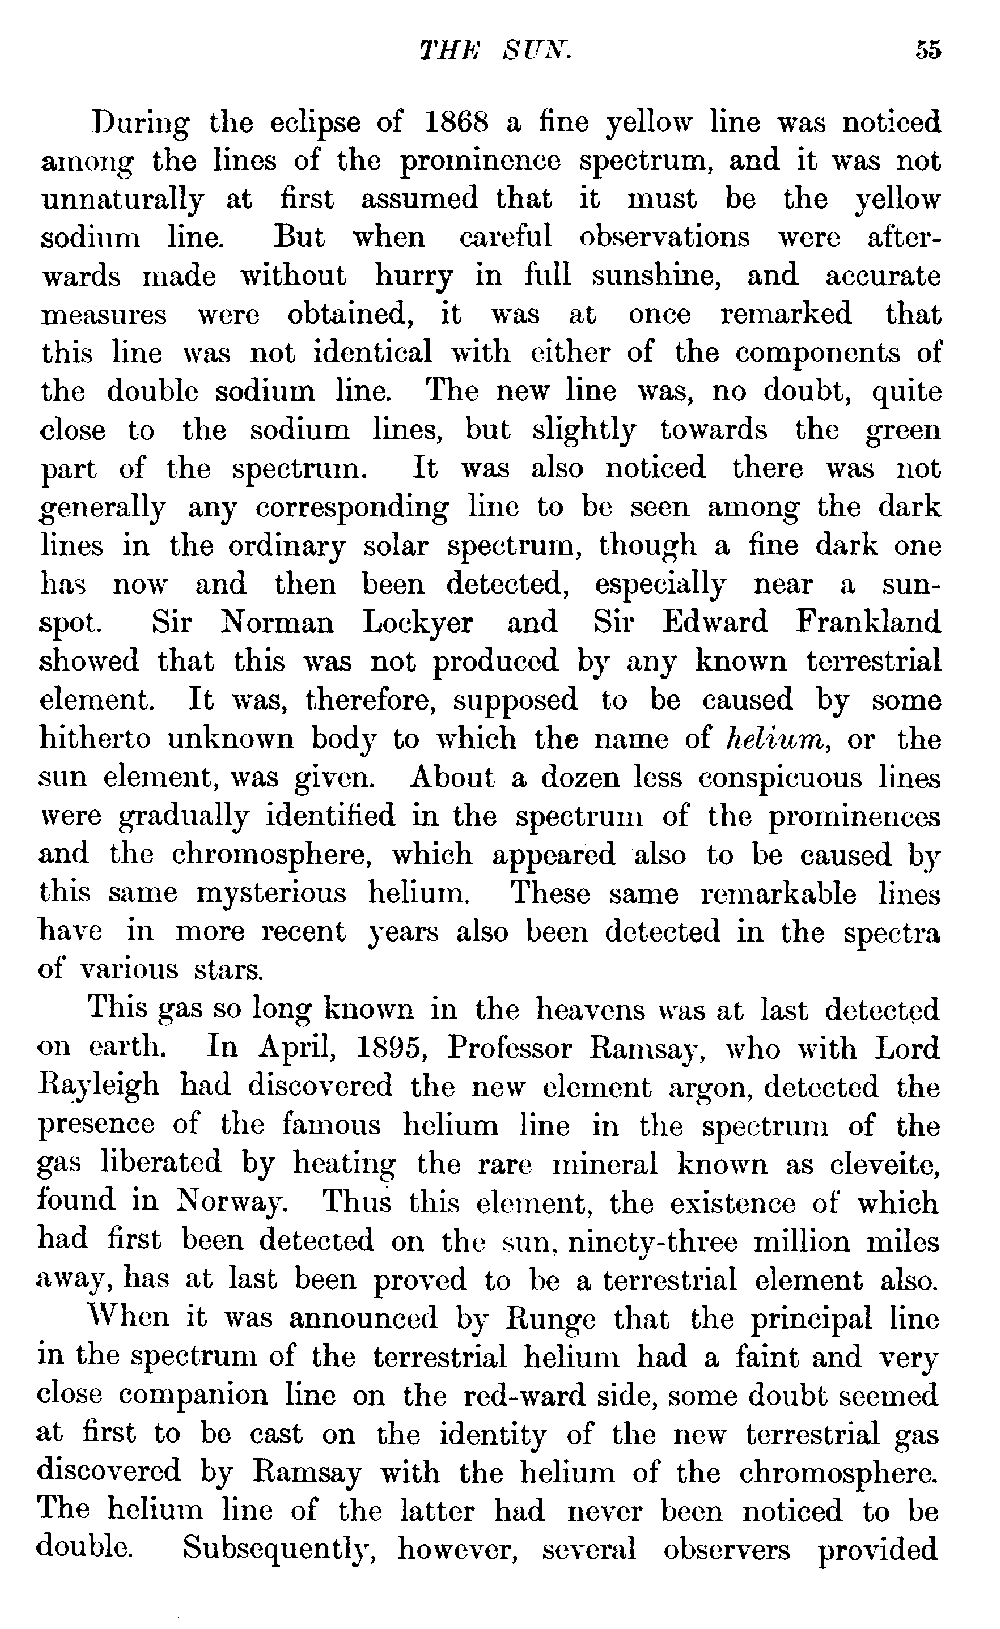 THE SUN. 55
During the eclipse of 1868 a fine yellow line was noticed
among the lines of the prominence spectrum, and it was not
unnaturally at first assumed that it must be the yellow
sodium line. But when careful observations were after-
wards made without hurry in full sunshine, and accurate
measures were obtained, it was at once remarked that
this line was not identical with either of the components of
the double sodium line. The new line was, no doubt, quite
close to the sodium lines, but slightly towards the green
part of the spectrum. It was also noticed there was not
generally any corresponding line to be seen among the dark
lines in the ordinary solar spectrum, though a fine dark one
has now and then been detected, especially near a sun-
spot. Sir Norman Lockyer and Sir Edward Frankland
showed that this was not produced by any known terrestrial
element. It was, therefore, supposed to be caused by some
hitherto unknown body to which the name of helium, or the
sun element, was given. About a dozen less conspicuous lines
were gradually identified in the spectrum of the prominences
and the chromosphere, which appeared also to be caused by
this same mysterious helium. These same remarkable lines
have in more recent years also been detected in the spectra
of various stars.
This gas so long known in the heavens was at last detected
on earth. In April, 1895, Professor Ramsay, who with Lord
Rayleigh had discovered the new element argon, detected the
presence of the famous helium line in the spectrum of the
gas liberated by heating the rare mineral known as cleveite,
found in Norway. Thus this element, the existence of which
had first been detected on the sun, ninety-three million miles
away, has at last been proved to be a terrestrial element also.
When it was announced by Runge that the principal line
in the spectrum of the terrestrial helium had a faint and very
close companion line on the red-ward side, some doubt seemed
at first to be cast on the identity of the new terrestrial gas
discovered by Ramsay with the helium of the chromosphere.
The helium line of the latter had never been noticed to be
double. Subsequently, however, several observers provided